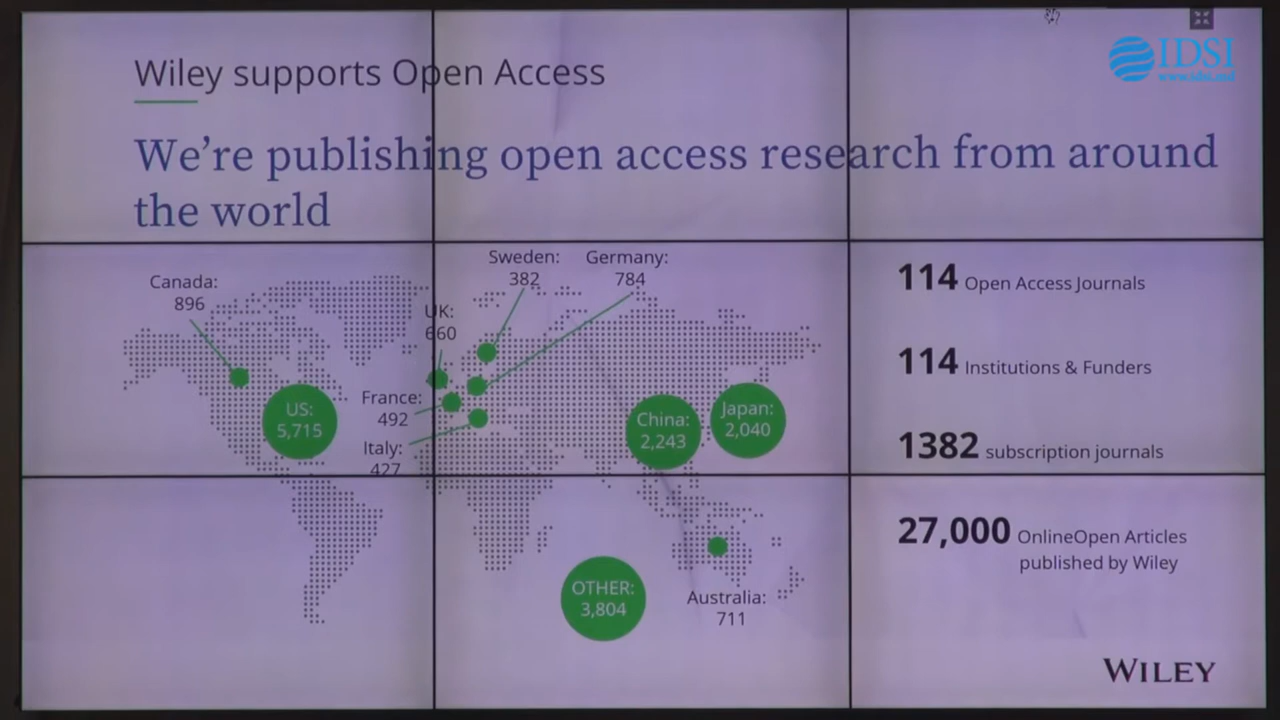 IDSI
www.idsi.md
Wiley supports Open Access
We're publishing open access research from around
the world
Canada:
896
Sweden:
382
Germany:
784
UK:
660
US:
5,715
France:
492
Italy:
427
China:
2,243
Japan:
2,040
OTHER:
3,804
Australia:
711
114 Open Access Journals
114 Institutions & Funders
1382 subscription journals
27,000 OnlineOpen Articles
published by Wiley
WILEY